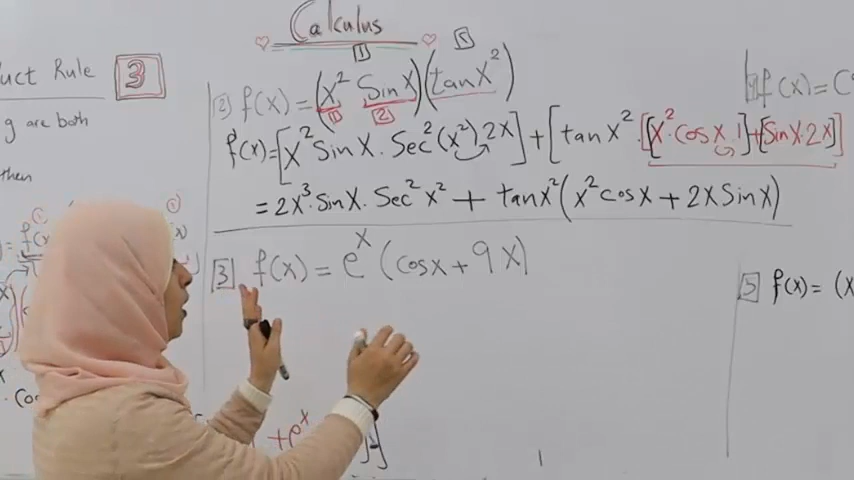 Calculus
uct Rule 3
g are both
then
[2] f(x) = (x² Sin X)(tan X²)
[1] [2]
f'(x) = [x² Sin X . Sec²(x²) 2X] + [tan X² . [x² cos X . 1] + [Sin X . 2X]]
= 2X³ . Sin X . Sec² X² + tan X² (x² cos X + 2X Sin X)
[3] f(x) = e^x (cos X + 9X)
f(x) = C
[5] f(x) = (x
+e^x